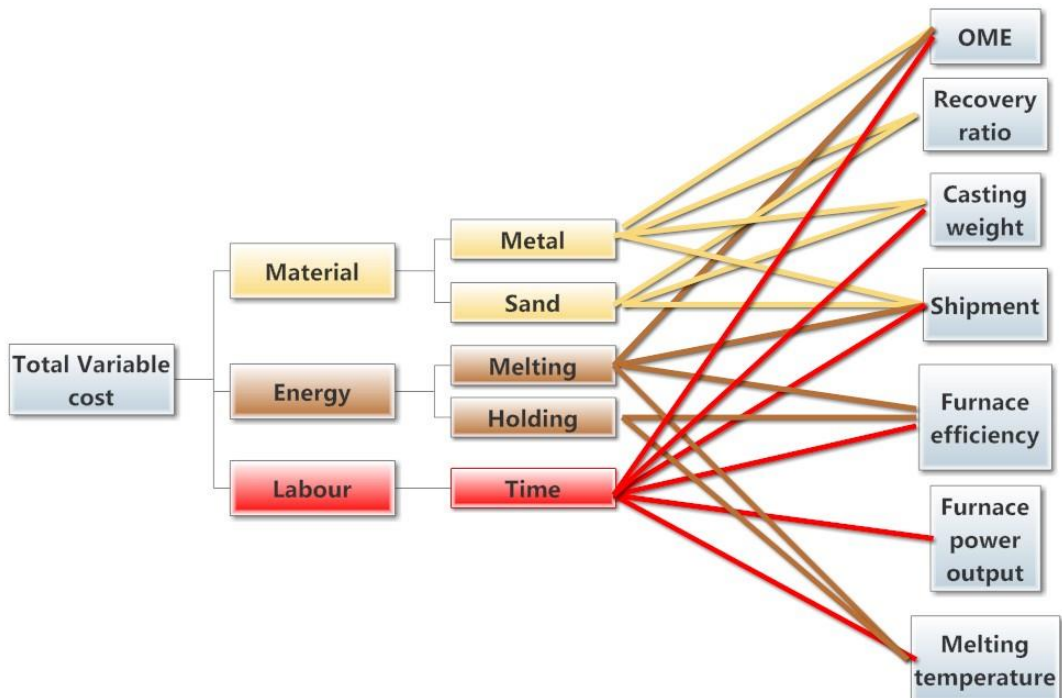 Total Variable
cost
Material
Energy
Labour
Metal
Sand
Melting
Holding
Time
OME
Recovery
ratio
Casting
weight
Shipment
Furnace
efficiency
Furnace
power
output
Melting
temperature